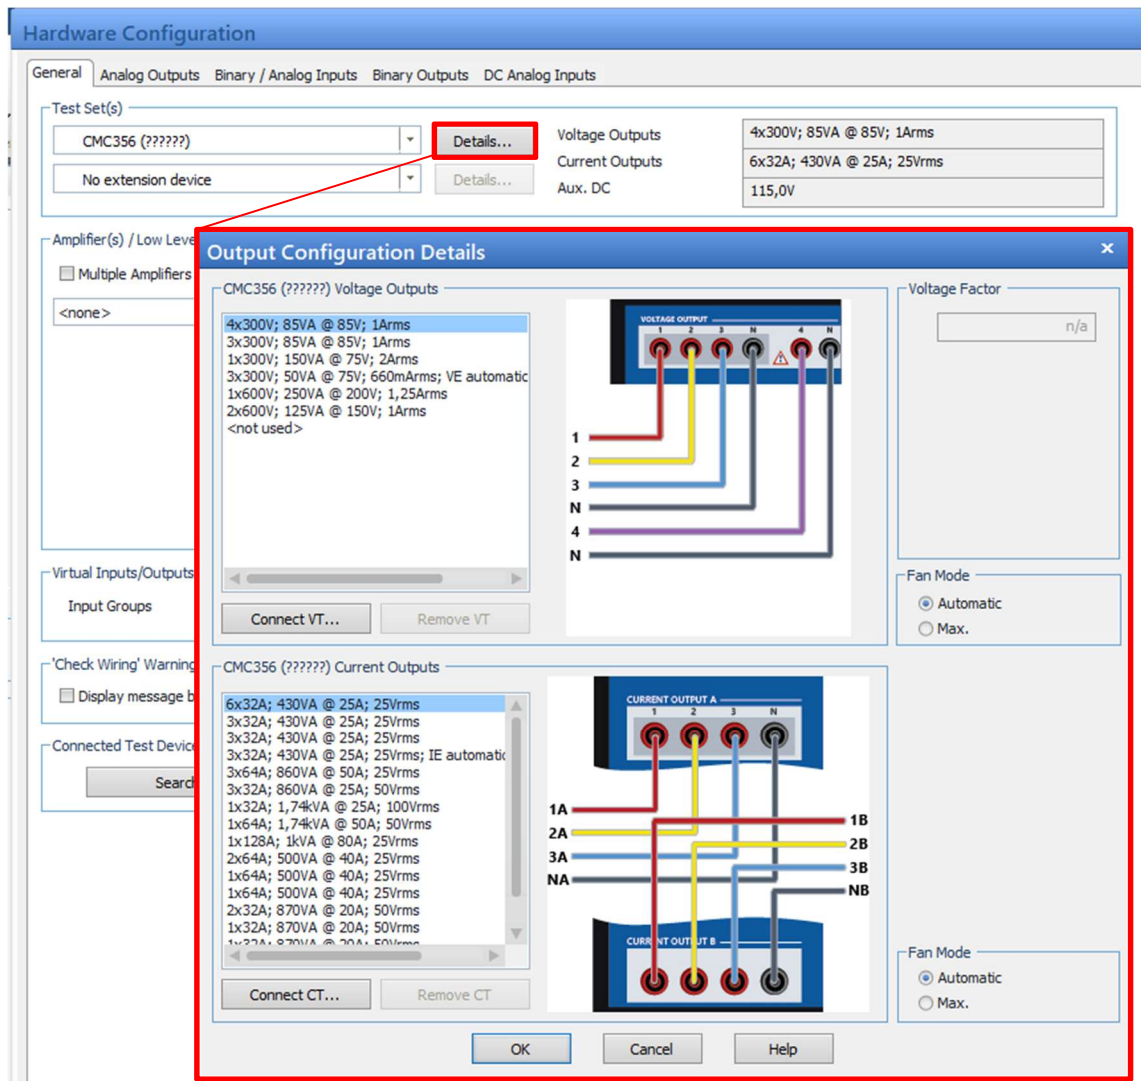 Hardware Configuration
General Analog Outputs Binary / Analog Inputs Binary Outputs DC Analog Inputs
Test Set(s)
CMC356 (??????)
Details...
Voltage Outputs
4x300V; 85VA @ 85V; 1Arms
Current Outputs
6x32A; 430VA @ 25A; 25Vrms
No extension device
Details...
Aux. DC
115,0V
Amplifier(s) / Low Leve
Multiple Amplifiers
<none>
Virtual Inputs/Outputs
Input Groups
'Check Wiring' Warning
Display message b
Connected Test Device
Searc
Output Configuration Details
x
CMC356 (??????) Voltage Outputs
4x300V; 85VA @ 85V; 1Arms
3x300V; 85VA @ 85V; 1Arms
1x300V; 150VA @ 75V; 2Arms
3x300V; 50VA @ 75V; 660mArms; VE automatic
1x600V; 250VA @ 200V; 1,25Arms
2x600V; 125VA @ 150V; 1Arms
<not used>
Connect VT...
Remove VT
VOLTAGE OUTPUT
1 2 3 N 4 N
1
2
3
N
4
N
Voltage Factor
n/a
Fan Mode
Automatic
Max.
CMC356 (??????) Current Outputs
6x32A; 430VA @ 25A; 25Vrms
3x32A; 430VA @ 25A; 25Vrms
3x32A; 430VA @ 25A; 25Vrms
3x32A; 430VA @ 25A; 25Vrms; IE automatic
3x64A; 860VA @ 50A; 25Vrms
3x32A; 860VA @ 25A; 50Vrms
1x32A; 1,74kVA @ 25A; 100Vrms
1x64A; 1,74kVA @ 50A; 50Vrms
1x128A; 1kVA @ 80A; 25Vrms
2x64A; 500VA @ 40A; 25Vrms
1x64A; 500VA @ 40A; 25Vrms
1x64A; 500VA @ 40A; 25Vrms
2x32A; 870VA @ 20A; 50Vrms
1x32A; 870VA @ 20A; 50Vrms
1x32A; 870VA @ 20A; 50Vrms
Connect CT...
Remove CT
CURRENT OUTPUT A
1 2 3 N
1A
2A
3A
NA
1B
2B
3B
NB
CURRENT OUTPUT B
Fan Mode
Automatic
Max.
OK
Cancel
Help